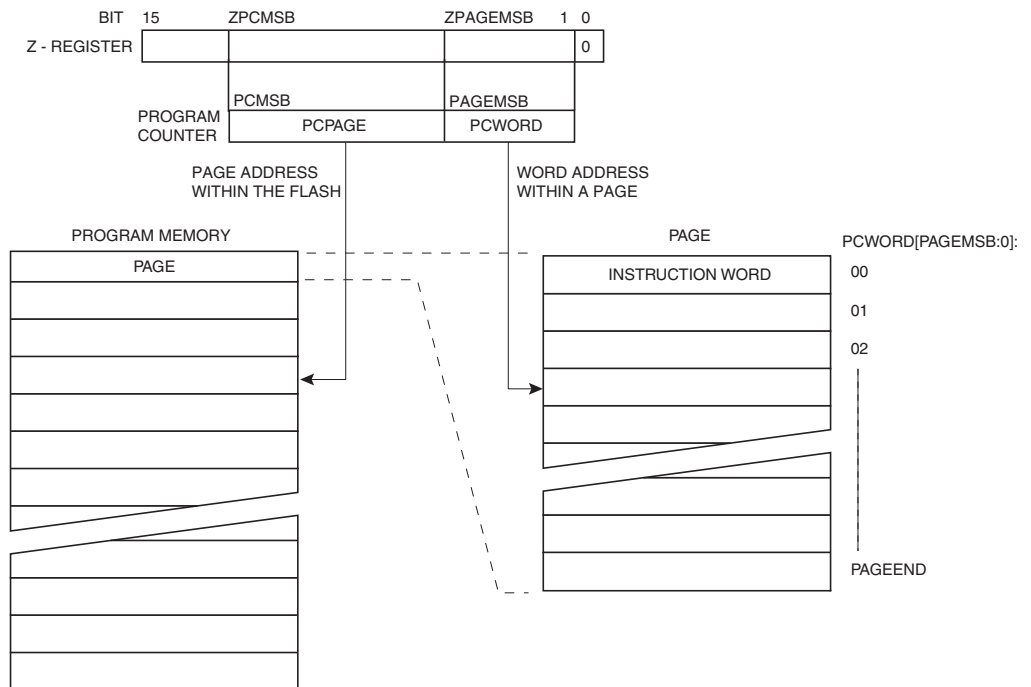 BIT 15 ZPCMSB ZPAGEMSB 1 0
Z - REGISTER 0
PCMSB PAGEMSB
PROGRAM
COUNTER
PCPAGE PCWORD
PAGE ADDRESS
WITHIN THE FLASH
WORD ADDRESS
WITHIN A PAGE
PROGRAM MEMORY
PAGE
PAGE
PCWORD[PAGEMSB:0]:
INSTRUCTION WORD 00
01
02
PAGEEND